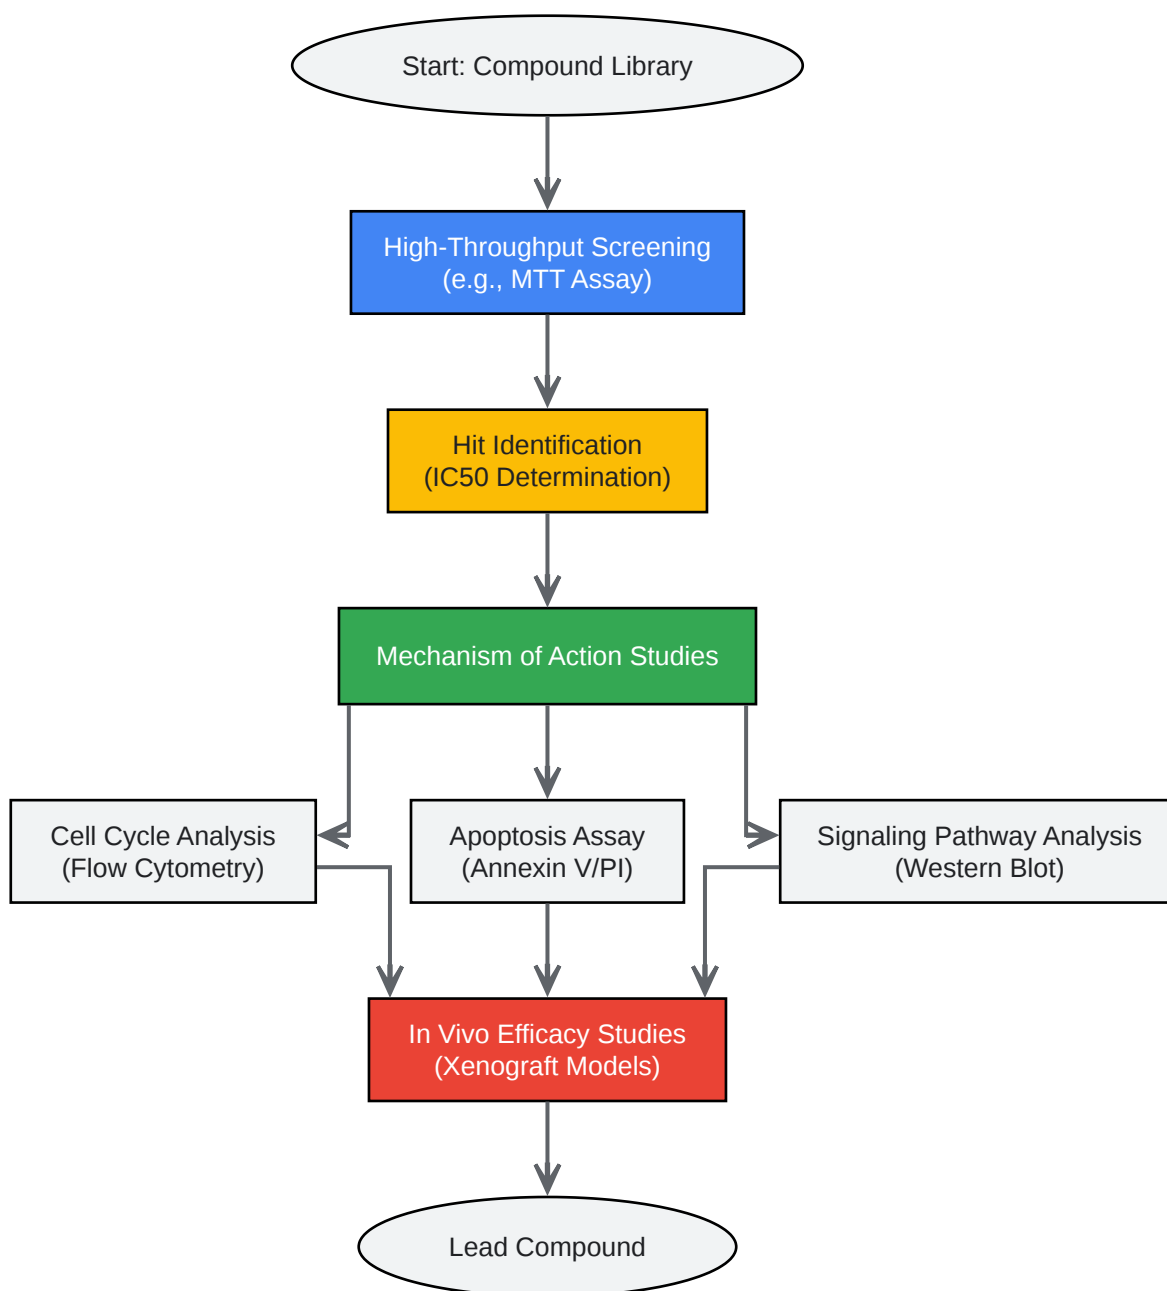 Start: Compound Library
High-Throughput Screening
(e.g., MTT Assay)
Hit Identification
(IC50 Determination)
Mechanism of Action Studies
Cell Cycle Analysis
(Flow Cytometry)
Apoptosis Assay
(Annexin V/PI)
Signaling Pathway Analysis
(Western Blot)
In Vivo Efficacy Studies
(Xenograft Models)
Lead Compound